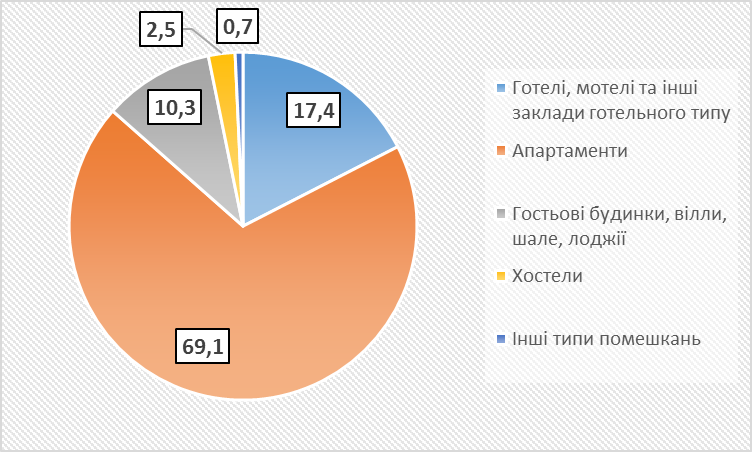 2,5
0,7
10,3
17,4
69,1
Готелі, мотелі та інші
заклади готельного типу
Апартаменти
Гостьові будинки, вілли,
шале, лоджії
Хостели
Інші типи помешкань